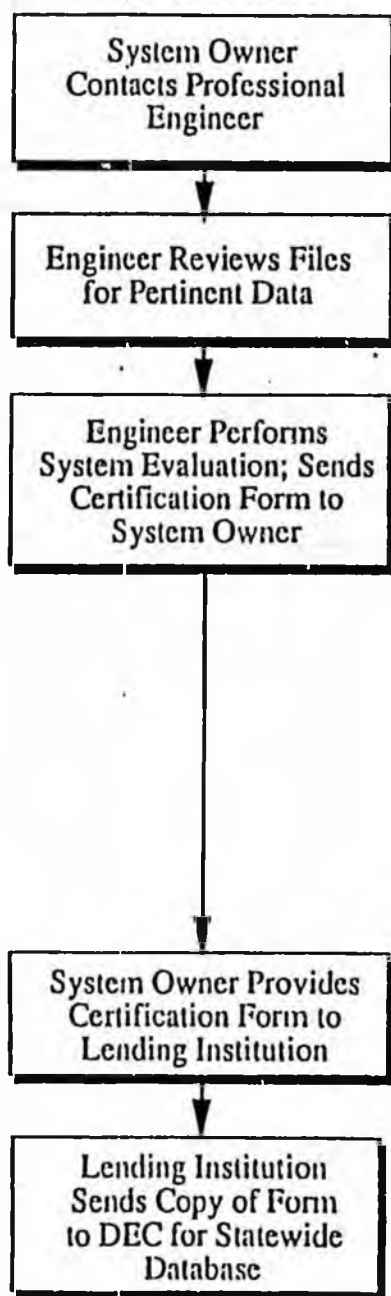 System Owner
Contacts Professional
Engineer
Engineer Reviews Files
for Pertinent Data
Engineer Performs
System Evaluation; Sends
Certification Form to
System Owner
System Owner Provides
Certification Form to
Lending Institution
Lending Institution
Sends Copy of Form
to DEC for Statewide
Database